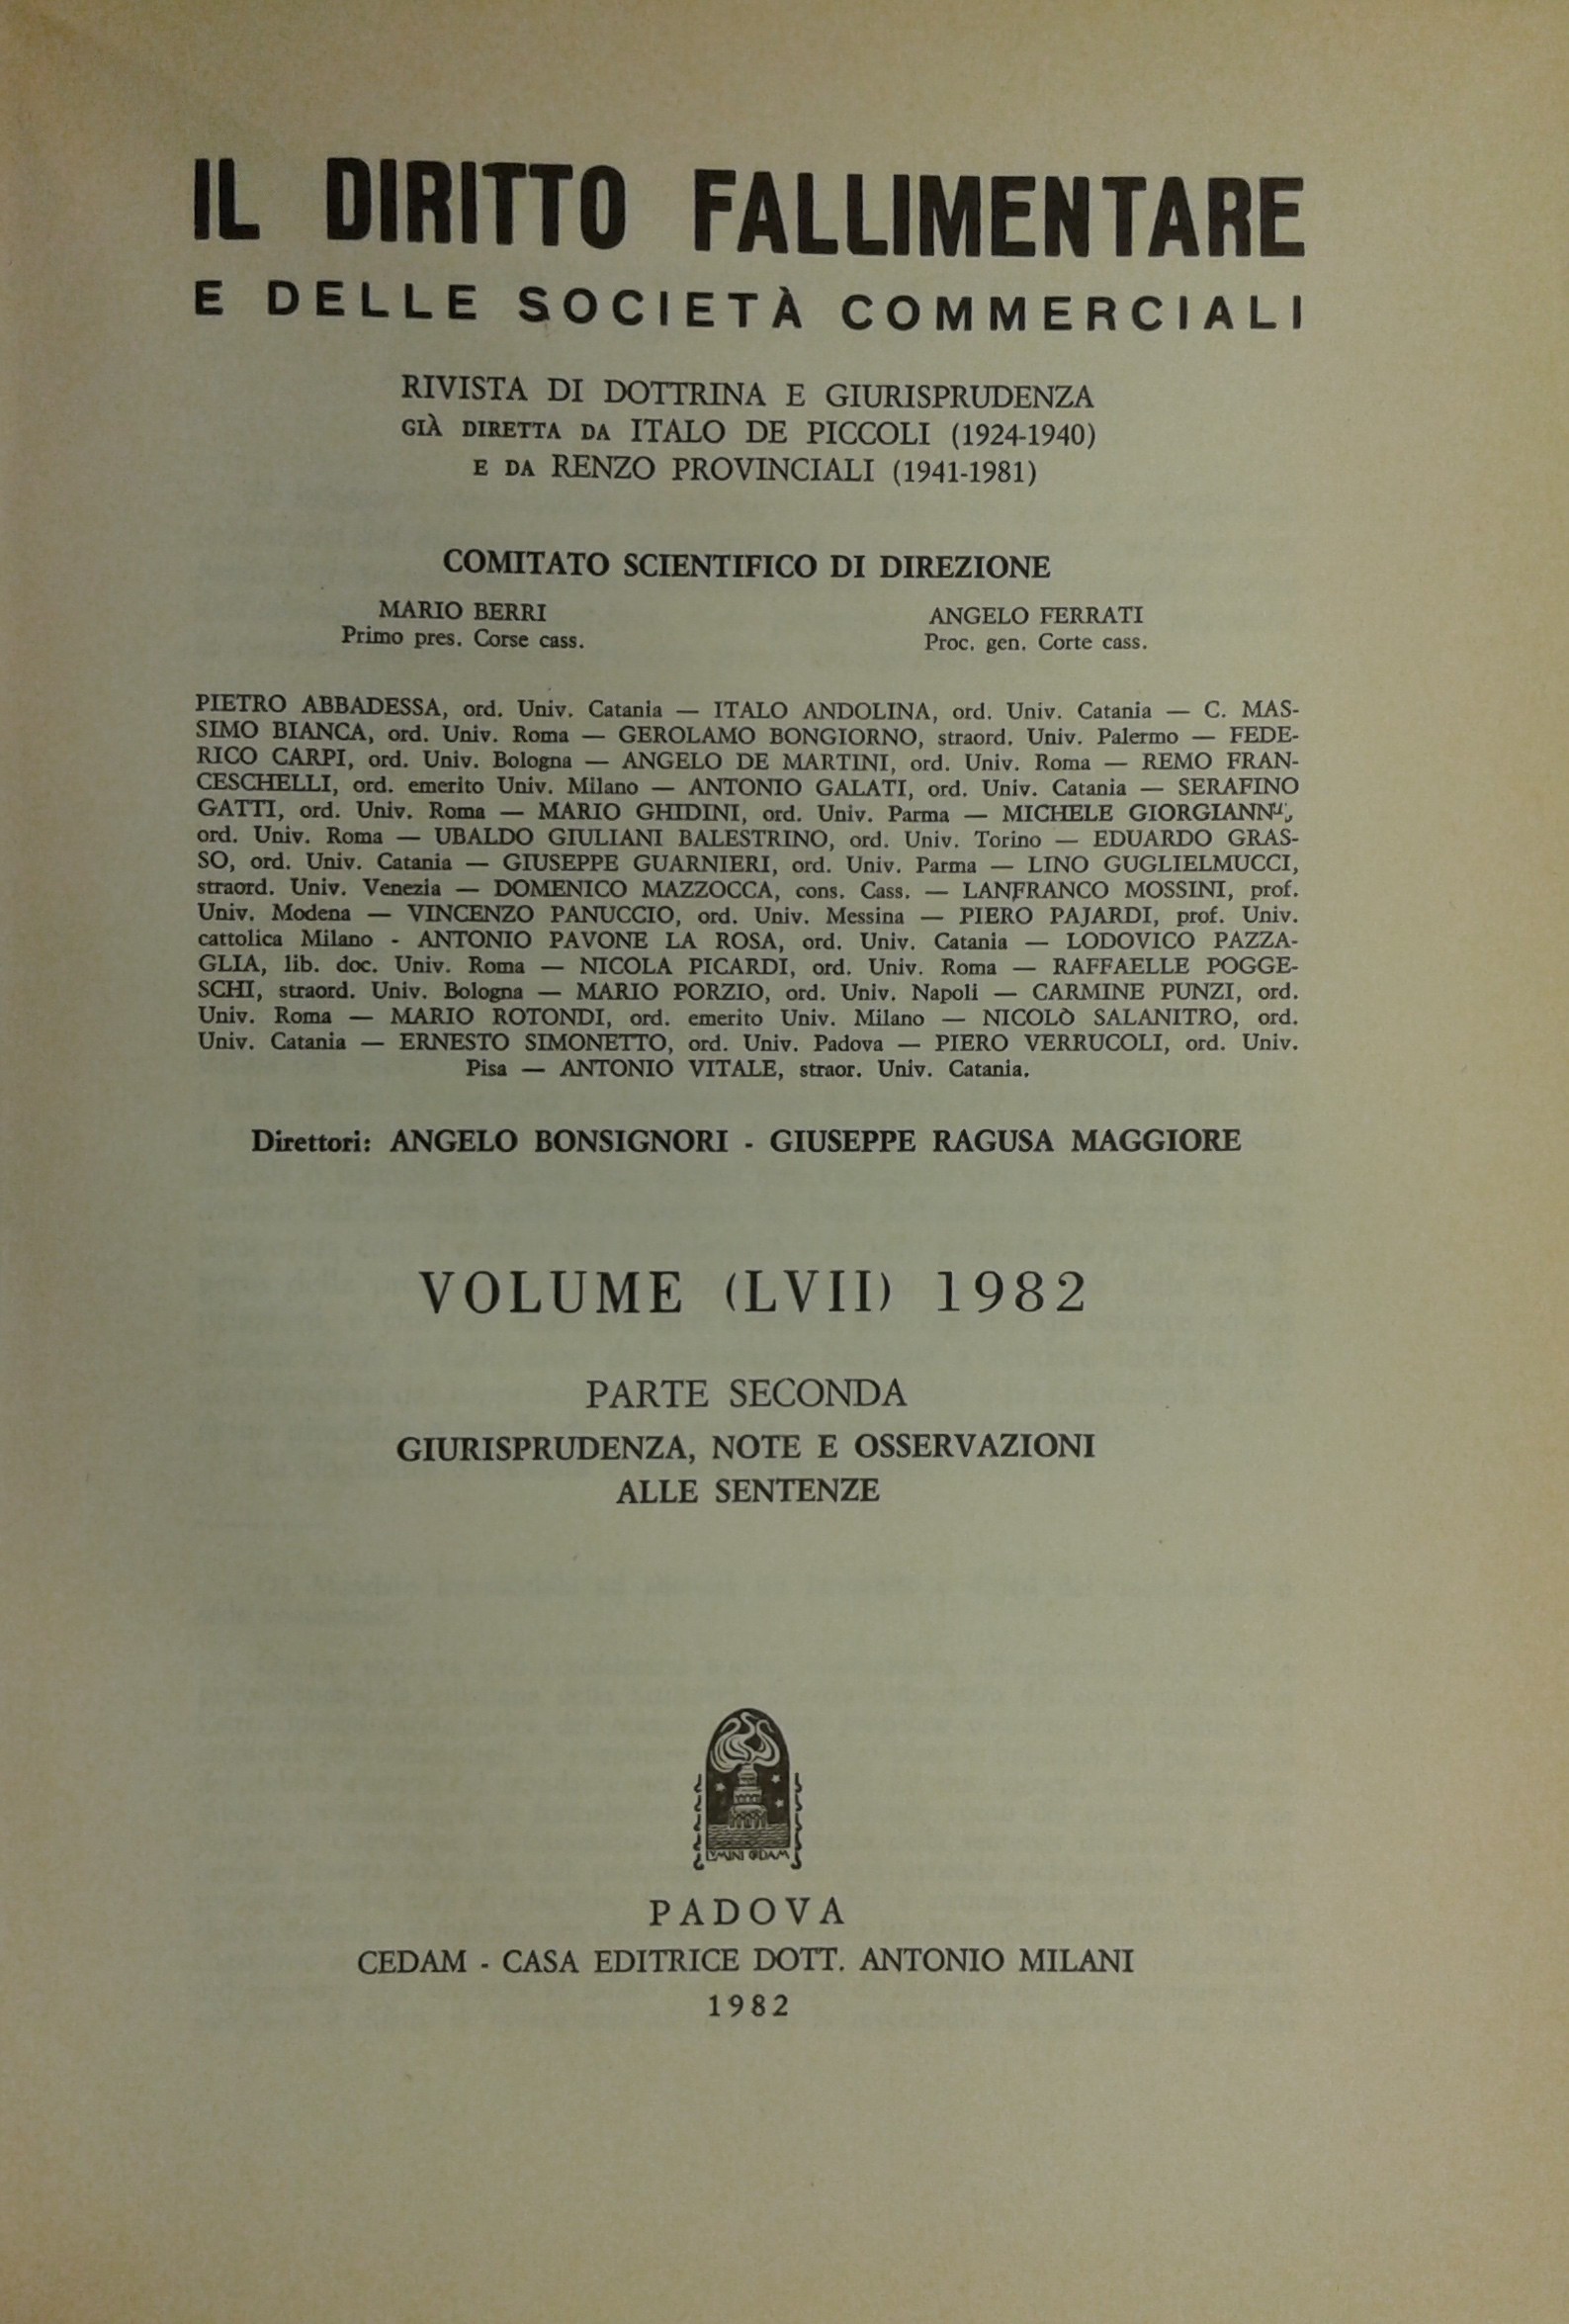 IL DIRITTO FALLIMENTARE
E DELLE SOCIETÀ COMMERCIALI
RIVISTA DI DOTTRINA E GIURISPRUDENZA
GIÀ DIRETTA DA ITALO DE PICCOLI (1924-1940)
E DA RENZO PROVINCIALI (1941-1981)
COMITATO SCIENTIFICO DI DIREZIONE
MARIO BERRI
Primo pres. Corse cass.
ANGELO FERRATI
Proc. gen. Corte cass.
PIETRO ABBADESSA, ord. Univ. Catania — ITALO ANDOLINA, ord. Univ. Catania — C. MAS-
SIMO BIANCA, ord. Univ. Roma — GEROLAMO BONGIORNO, straord. Univ. Palermo — FEDE-
RICO CARPI, ord. Univ. Bologna — ANGELO DE MARTINI, ord. Univ. Roma — REMO FRAN-
CESCHELLI, ord. emerito Univ. Milano — ANTONIO GALATI, ord. Univ. Catania — SERAFINO
GATTI, ord. Univ. Roma — MARIO GHIDINI, ord. Univ. Parma — MICHELE
ord. Univ. Roma — UBALDO GIULIANI BALESTRINO, ord. Univ. Torino — EDUARDO GRAS-
SO, ord. Univ. Catania — GIUSEPPE GUARNIERI, ord. Univ. Parma — LINO GUGLIELMUCCI,
straord. Univ. Venezia — DOMENICO MAZZOCCA, cons. Cass. — LANFRANCO MOSSINI, prof.
Univ. Modena — VINCENZO PANUCCIO, ord. Univ. Messina — PIERO PAJARDI, prof. Univ.
cattolica Milano - ANTONIO PAVONE LA ROSA, ord. Univ. Catania — LODOVICO PAZZA-
GLIA, lib. doc. Univ. Roma — NICOLA PICARDI, ord. Univ. Roma — RAFFAELLE POGGE-
SCHI, straord. Univ. Bologna — MARIO PORZIO, ord. Univ. Napoli — CARMINE PUNZI, ord.
Univ. Roma — MARIO ROTONDI, ord. emerito Univ. Milano — NICOLÒ SALANITRO, ord.
Univ. Catania — ERNESTO SIMONETTO, ord. Univ. Padova — PIERO VERRUCOLI, ord. Univ.
Pisa — ANTONIO VITALE, straor. Univ. Catania.
Direttori: ANGELO BONSIGNORI - GIUSEPPE RAGUSA MAGGIORE
VOLUME (LVII) 1982
PARTE SECONDA
GIURISPRUDENZA, NOTE E OSSERVAZIONI
ALLE SENTENZE
PADOVA
CEDAM - CASA EDITRICE DOTT. ANTONIO MILANI
1982